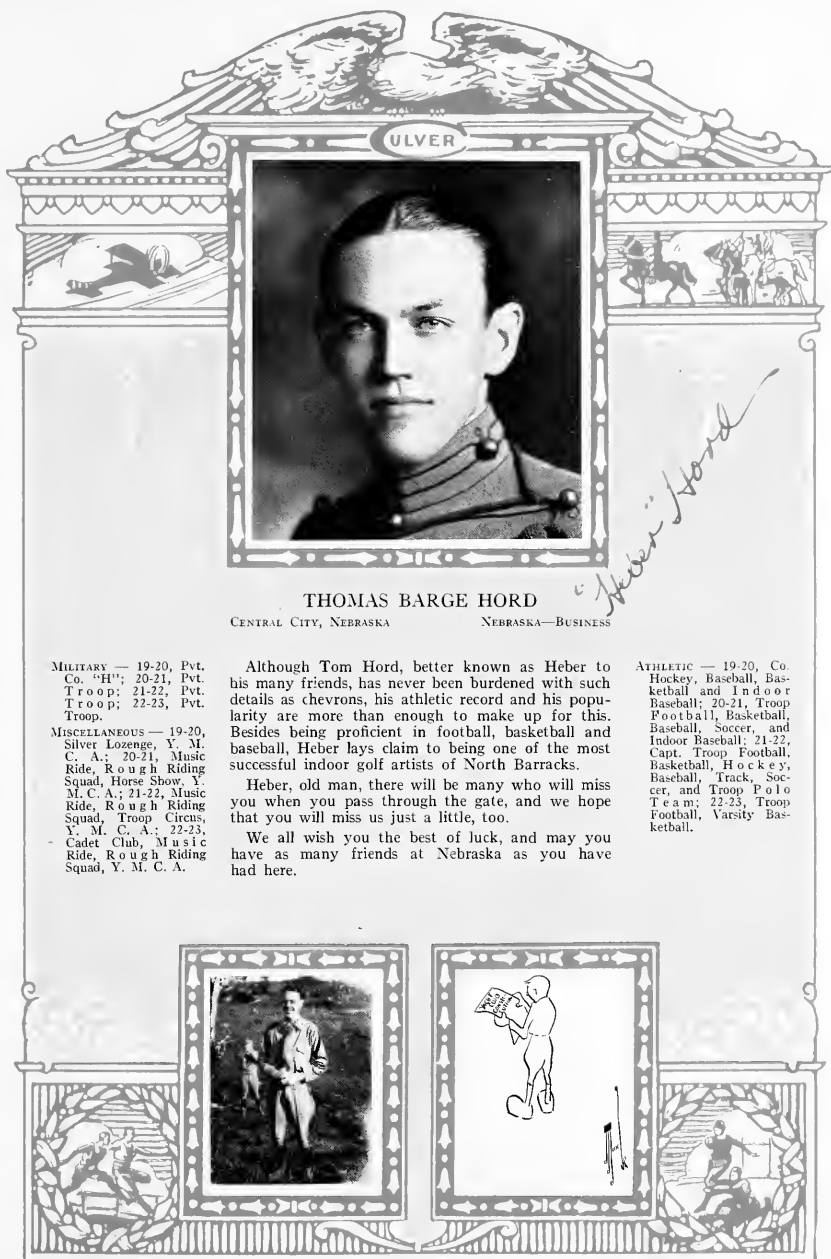 CULVER
"Heber" Hord
THOMAS BARGE HORD
CENTRAL CITY, NEBRASKA NEBRASKA—BUSINESS
MILITARY — 19-20, Pvt.
Co. "H"; 20-21, Pvt.
Troop; 21-22, Pvt.
Troop; 22-23, Pvt.
Troop.
MISCELLANEOUS — 19-20,
Silver Lozenge, Y. M.
C. A.; 20-21, Music
Ride, Rough Riding
Squad, Horse Show, Y.
M. C. A.; 21-22, Music
Ride, Rough Riding
Squad, Troop Circus,
Y. M. C. A.; 22-23,
Cadet Club, Music
Ride, Rough Riding
Squad, Y. M. C. A.
Although Tom Hord, better known as Heber to
his many friends, has never been burdened with such
details as chevrons, his athletic record and his popu-
larity are more than enough to make up for this.
Besides being proficient in football, basketball and
baseball, Heber lays claim to being one of the most
successful indoor golf artists of North Barracks.
Heber, old man, there will be many who will miss
you when you pass through the gate, and we hope
that you will miss us just a little, too.
We all wish you the best of luck, and may you
have as many friends at Nebraska as you have
had here.
ATHLETIC — 19-20, Co.
Hockey, Baseball, Bas-
ketball and Indoor
Baseball; 20-21, Troop
Football, Basketball,
Baseball, Soccer, and
Indoor Baseball; 21-22,
Capt. Troop Football,
Basketball, Hockey,
Baseball, Track, Soc-
cer, and Troop Polo
Team; 22-23, Troop
Football, Varsity Bas-
ketball.